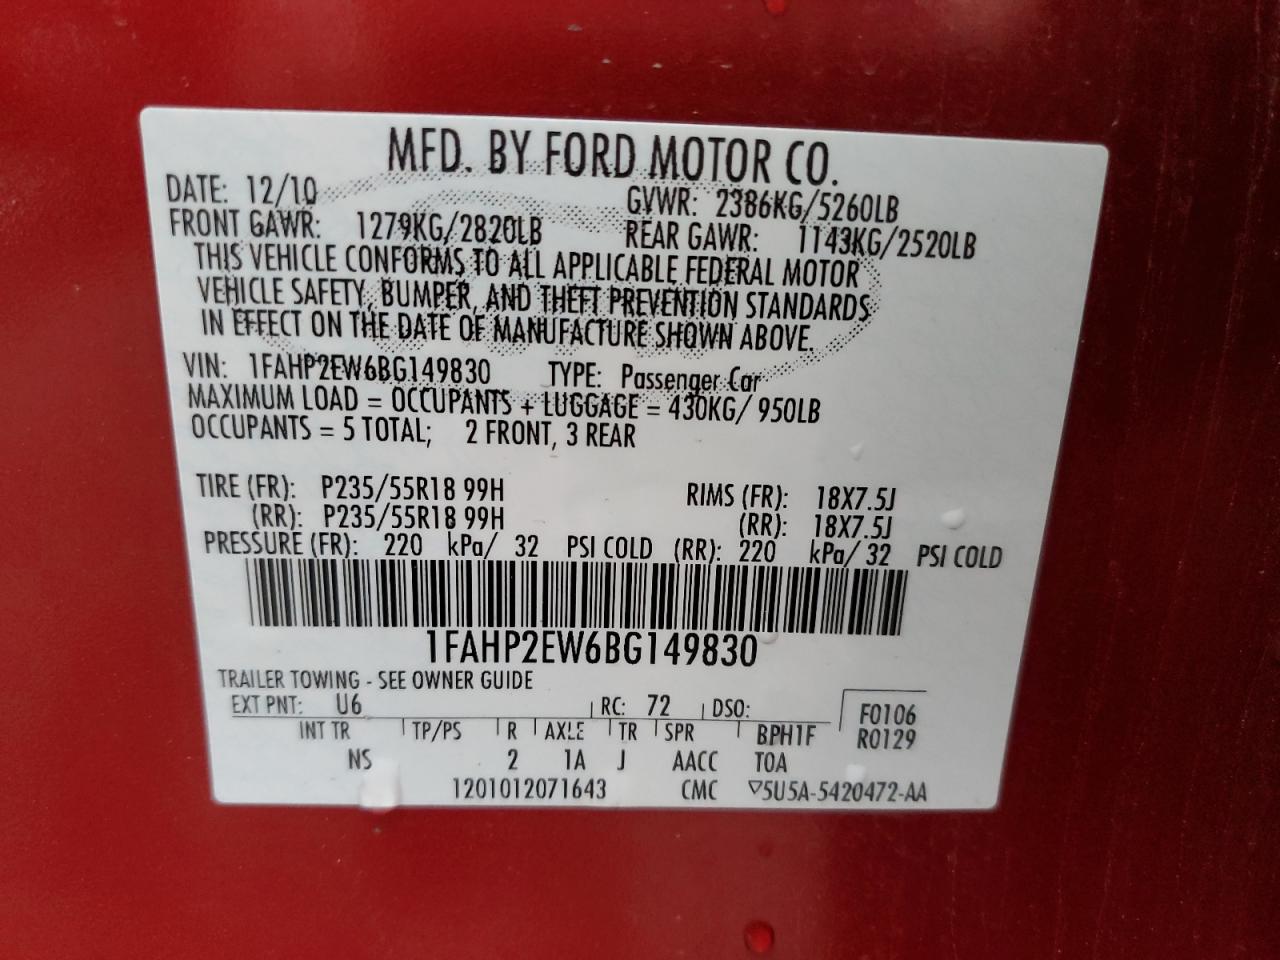 MFD. BY FORD MOTOR CO.
DATE: 12/10 GVWR: 2386KG/5260LB
FRONT GAWR: 1279KG/2820LB REAR GAWR: 1143KG/2520LB
THIS VEHICLE CONFORMS TO ALL APPLICABLE FEDERAL MOTOR
VEHICLE SAFETY, BUMPER, AND THEFT PREVENTION STANDARDS
IN EFFECT ON THE DATE OF MANUFACTURE SHOWN ABOVE.
VIN: 1FAHP2EW6BG149830 TYPE: Passenger Car
MAXIMUM LOAD = OCCUPANTS + LUGGAGE = 430KG/ 950LB
OCCUPANTS = 5 TOTAL; 2 FRONT, 3 REAR
TIRE (FR): P235/55R18 99H RIMS (FR): 18X7.5J
(RR): P235/55R18 99H (RR): 18X7.5J
PRESSURE (FR): 220 kPa/ 32 PSI COLD (RR): 220 kPa/ 32 PSI COLD
1FAHP2EW6BG149830
TRAILER TOWING - SEE OWNER GUIDE
EXT PNT: U6 RC: 72 DSO: F0106
INT TR TP/PS R AXLE TR SPR BPH1F R0129
NS 2 1A J AACC TOA
1201012071643 CMC ▽5U5A-5420472-AA